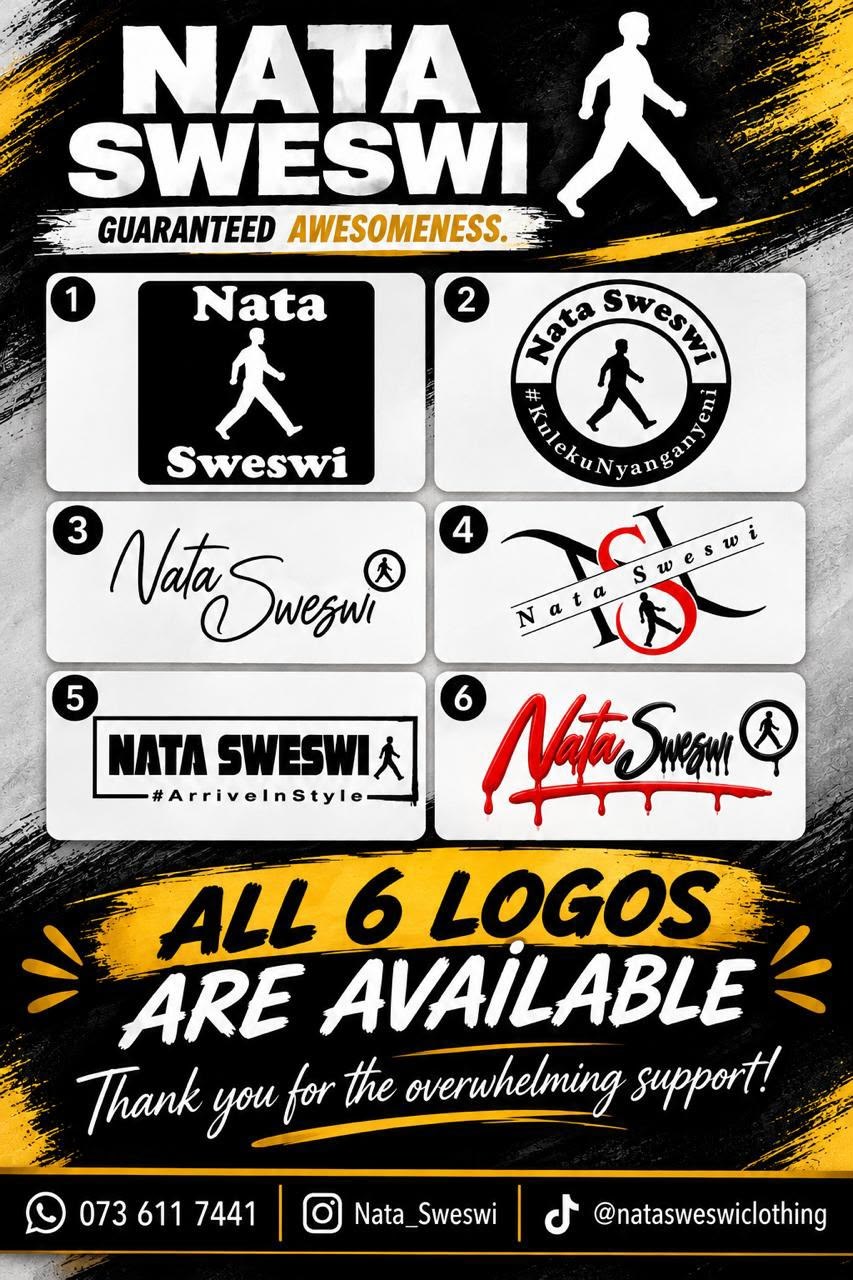 NATA
SWESWI
GUARANTEED AWESOMENESS.
1
Nata
Sweswi
2
Nata Sweswi
#KulekuNyanganyeni
3
Nata Sweswi
4
NS
Nata Sweswi
5
NATA SWESWI
#ArriveInStyle
6
Nata Sweswi
ALL 6 LOGOS
ARE AVAILABLE
Thank you for the overwhelming support!
073 611 7441 Nata_Sweswi @natasweswiclothing